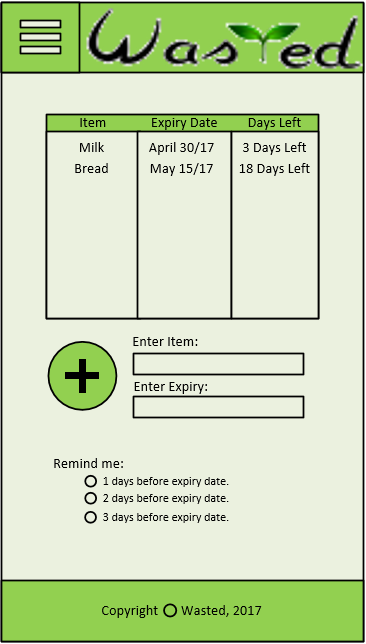 Wasted
Item Expiry Date Days Left
Milk April 30/17 3 Days Left
Bread May 15/17 18 Days Left
Enter Item:
Enter Expiry:
Remind me:
1 days before expiry date.
2 days before expiry date.
3 days before expiry date.
Copyright Wasted, 2017